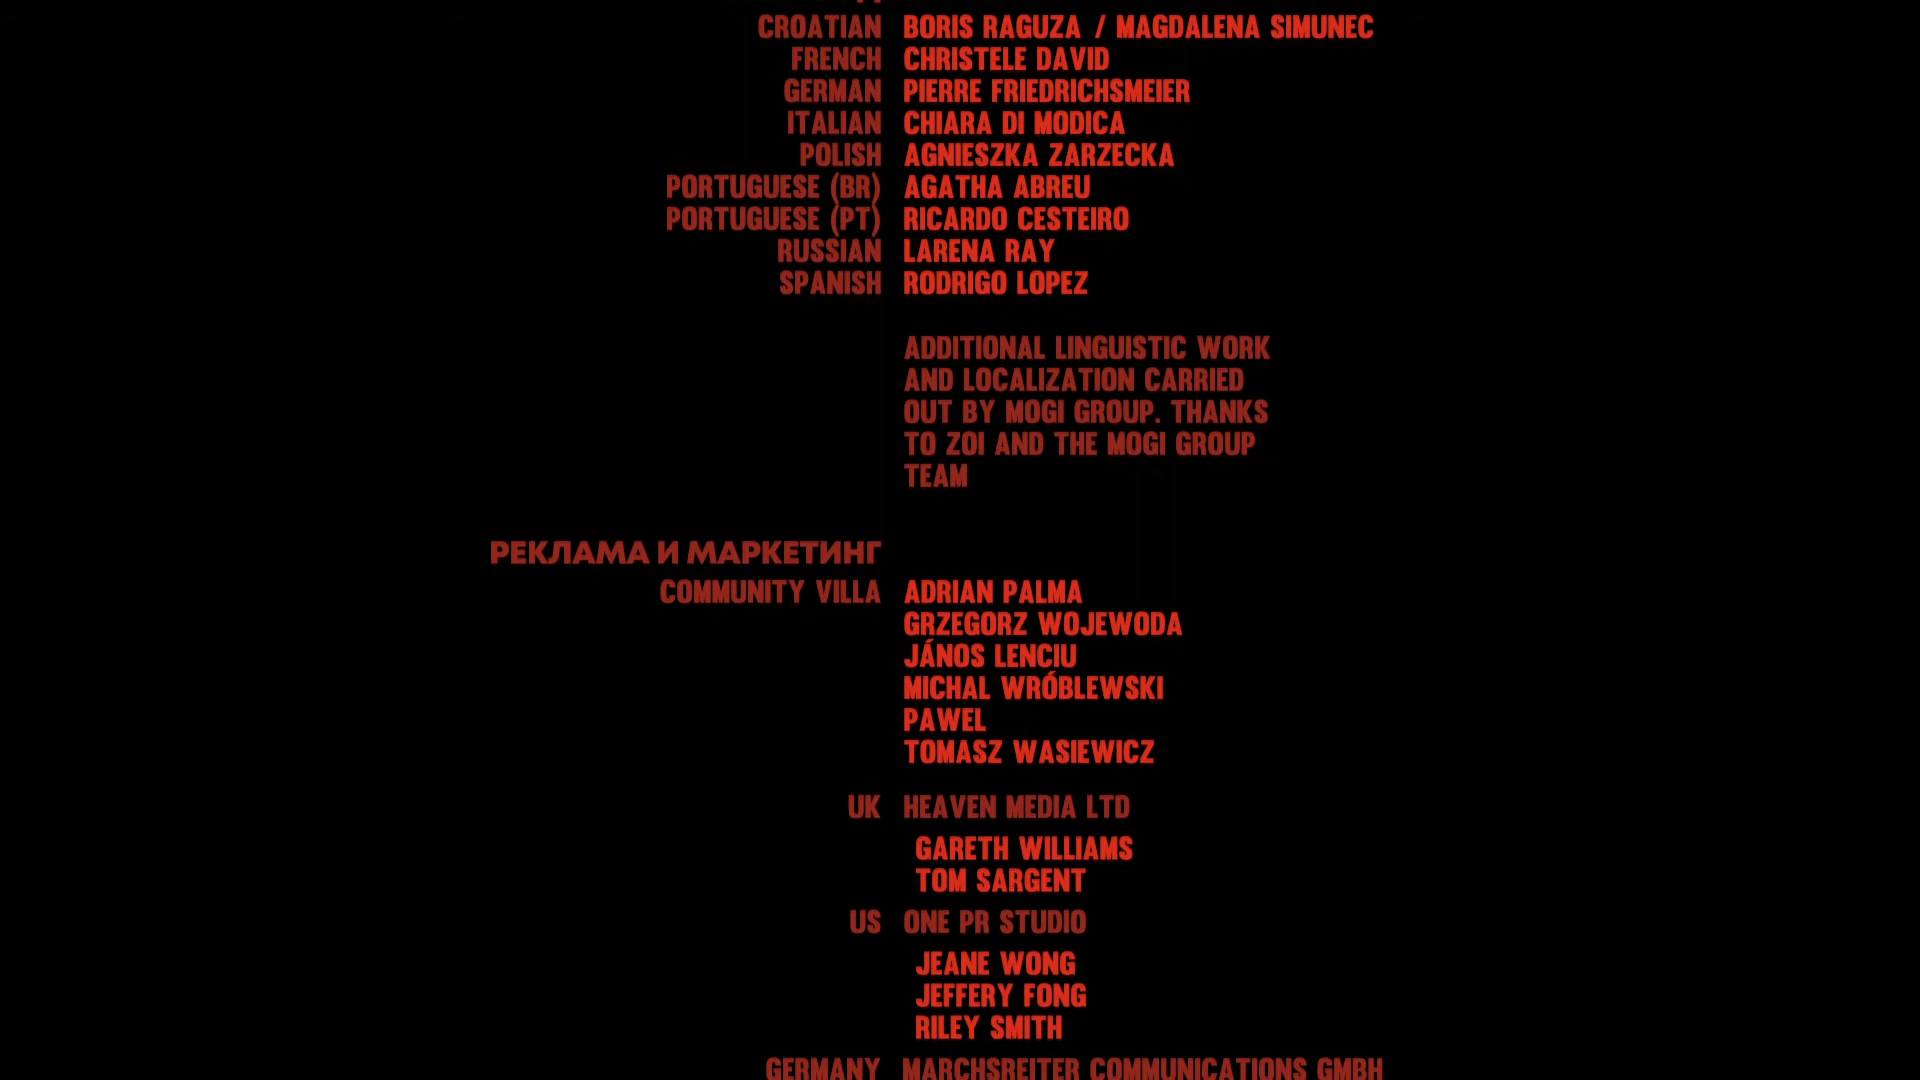 CROATIAN BORIS RAGUZA / MAGDALENA SIMUNEC
FRENCH CHRISTELE DAVID
GERMAN PIERRE FRIEDRICHSMEIER
ITALIAN CHIARA DI MODICA
POLISH AGNIESZKA ZARZECKA
PORTUGUESE (BR) AGATHA ABREU
PORTUGUESE (PT) RICARDO CESTEIRO
RUSSIAN LARENA RAY
SPANISH RODRIGO LOPEZ
ADDITIONAL LINGUISTIC WORK
AND LOCALIZATION CARRIED
OUT BY MOGI GROUP. THANKS
TO ZOI AND THE MOGI GROUP
TEAM
РЕКЛАМА И МАРКЕТИНГ
COMMUNITY VILLA ADRIAN PALMA
GRZEGORZ WOJEWODA
JÁNOS LENCIU
MICHAL WRÓBLEWSKI
PAWEL
TOMASZ WASIEWICZ
UK HEAVEN MEDIA LTD
GARETH WILLIAMS
TOM SARGENT
US ONE PR STUDIO
JEANE WONG
JEFFERY FONG
RILEY SMITH
GERMANY MARCHSREITER COMMUNICATIONS GMBH